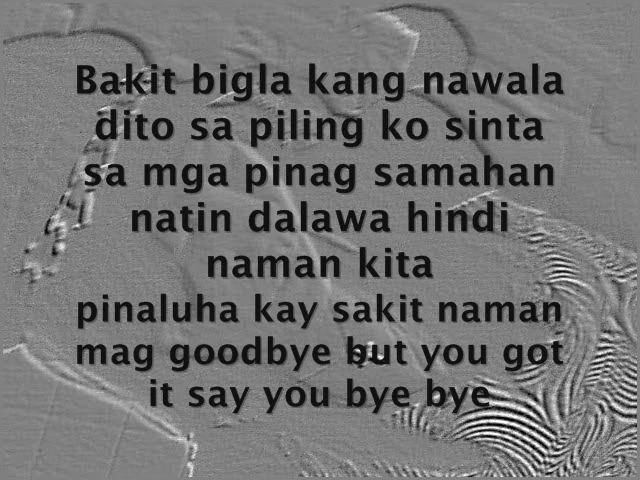 Bakit bigla kang nawala
dito sa piling ko sinta
sa mga pinag samahan
natin dalawa hindi
naman kita
pinaluha kay sakit naman
mag goodbye but you got
it say you bye bye